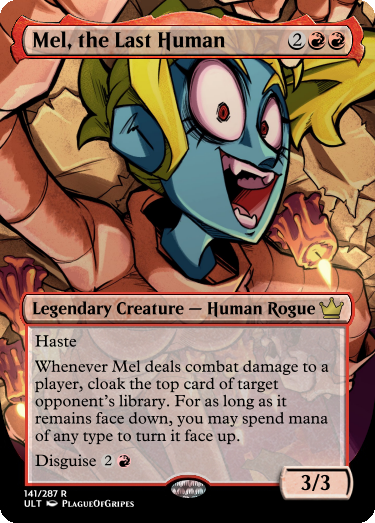 Mel, the Last Human 2
Legendary Creature — Human Rogue
Haste
Whenever Mel deals combat damage to a
player, cloak the top card of target
opponent's library. For as long as it
remains face down, you may spend mana
of any type to turn it face up.
Disguise 2
3/3
141/287 R
ULT PlagueOfGripes